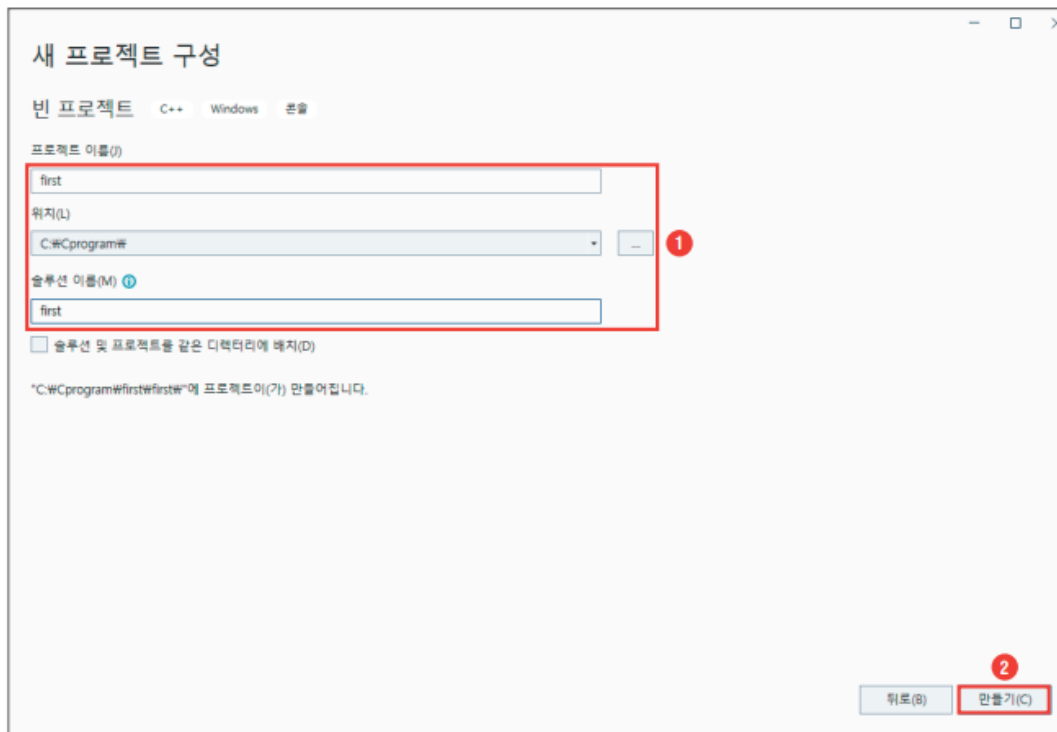 새 프로젝트 구성
빈 프로젝트 C++ Windows 콘솔
프로젝트 이름(J)
first
위치(L)
C:₩Cprogram₩
...
1
솔루션 이름(M)
first
솔루션 및 프로젝트를 같은 디렉터리에 배치(D)
"C:₩Cprogram₩first₩first₩"에 프로젝트이(가) 만들어집니다.
2
뒤로(B) 만들기(C)